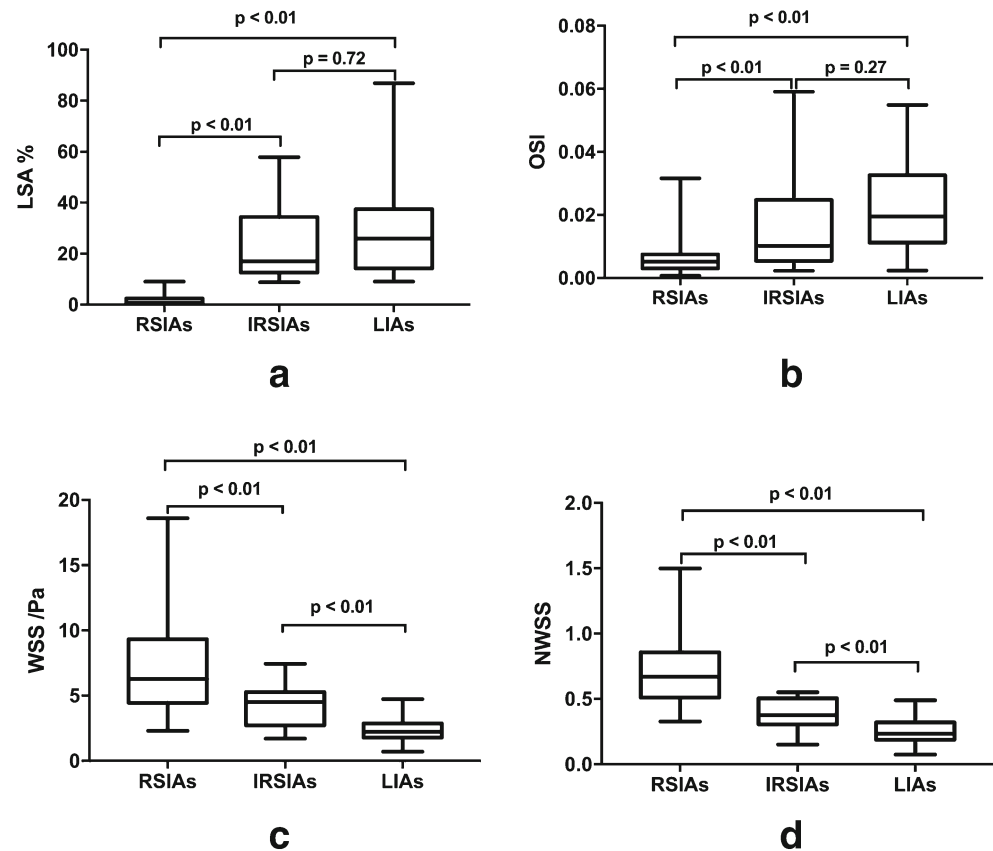 p < 0.01
p = 0.72
p < 0.01
100
80
60
40
20
0
LSA %
RSIAs IRSIAs LIAs
a
p < 0.01
p < 0.01 p = 0.27
0.08
0.06
0.04
0.02
0.00
OSI
RSIAs IRSIAs LIAs
b
p < 0.01
p < 0.01
p < 0.01
20
15
10
5
0
WSS /Pa
RSIAs IRSIAs LIAs
c
p < 0.01
p < 0.01
p < 0.01
2.0
1.5
1.0
0.5
0.0
NWSS
RSIAs IRSIAs LIAs
d